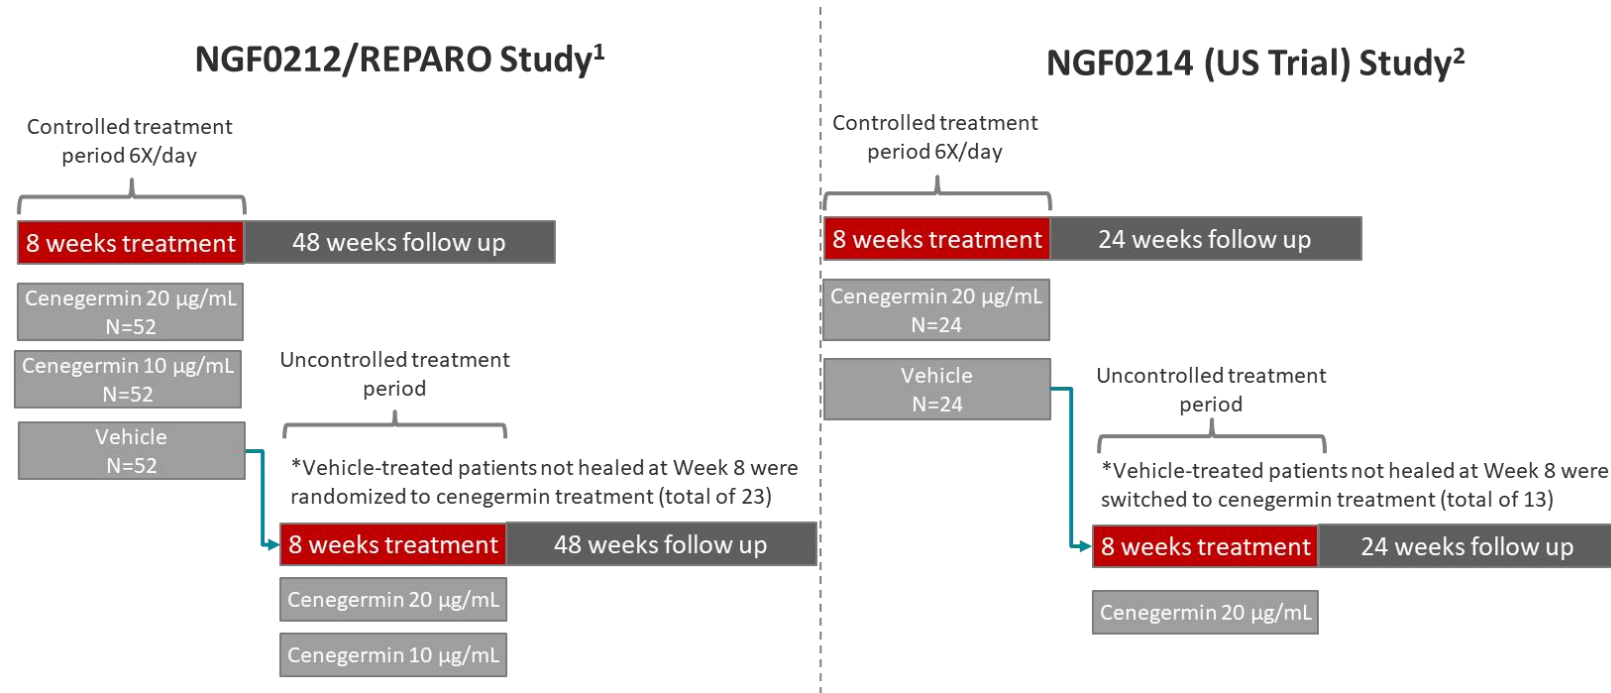 NGF0212/REPARO Study¹
Controlled treatment
period 6X/day
8 weeks treatment
48 weeks follow up
Cenegermin 20 µg/mL
N=52
Cenegermin 10 µg/mL
N=52
Vehicle
N=52
Uncontrolled treatment
period
*Vehicle-treated patients not healed at Week 8 were
randomized to cenegermin treatment (total of 23)
8 weeks treatment
48 weeks follow up
Cenegermin 20 µg/mL
Cenegermin 10 µg/mL
NGF0214 (US Trial) Study²
Controlled treatment
period 6X/day
8 weeks treatment
24 weeks follow up
Cenegermin 20 µg/mL
N=24
Vehicle
N=24
Uncontrolled treatment
period
*Vehicle-treated patients not healed at Week 8 were
switched to cenegermin treatment (total of 13)
8 weeks treatment
24 weeks follow up
Cenegermin 20 µg/mL